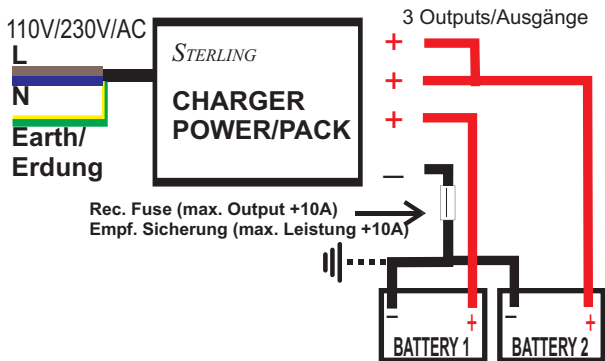 110V/230V/AC
L
N
Earth/
Erdung
STERLING
CHARGER
POWER/PACK
3 Outputs/Ausgänge
+
+
+
–
Rec. Fuse (max. Output +10A)
Empf. Sicherung (max. Leistung +10A)
– +
BATTERY 1
– +
BATTERY 2